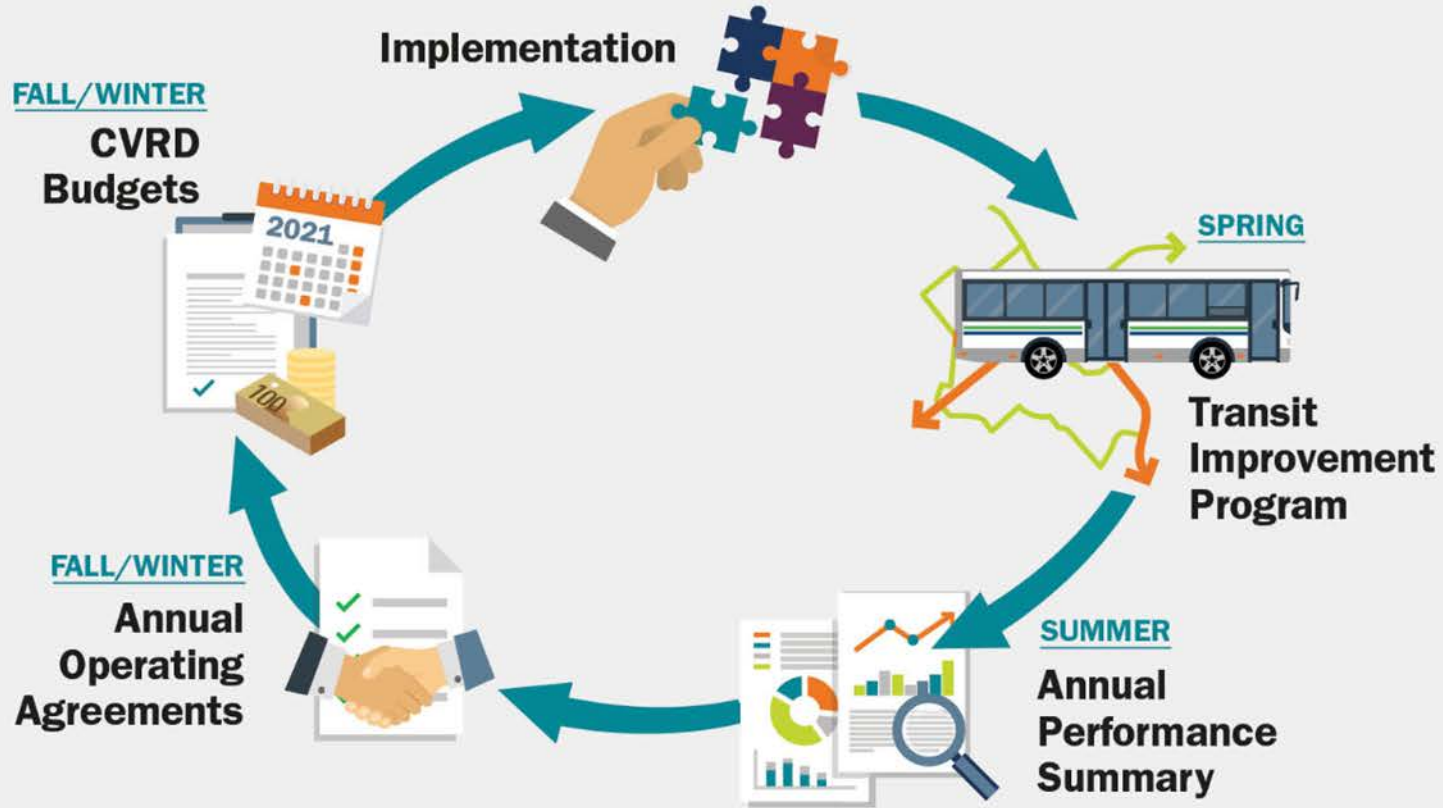 Implementation
FALL/WINTER
CVRD
Budgets
2021
100
SPRING
Transit
Improvement
Program
FALL/WINTER
Annual
Operating
Agreements
SUMMER
Annual
Performance
Summary